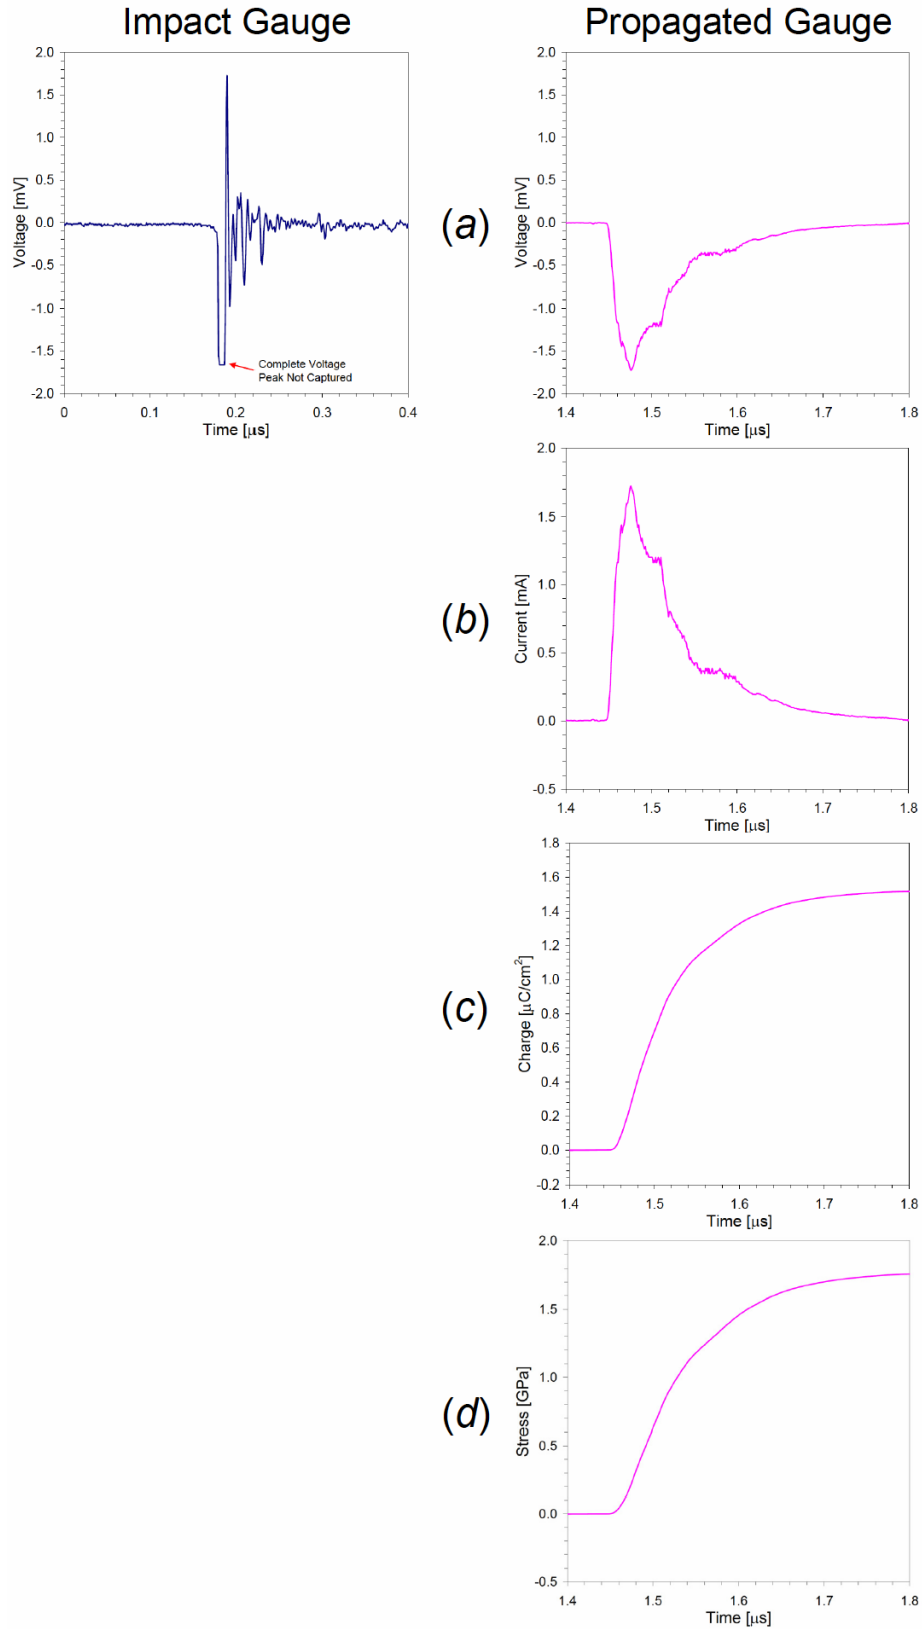 Impact Gauge
Propagated Gauge
Voltage [mV]
2.0
1.5
1.0
0.5
0.0
-0.5
-1.0
-1.5
-2.0
0 0.1 0.2 0.3 0.4
Time [µs]
Complete Voltage
Peak Not Captured
(a)
Voltage [mV]
2.0
1.5
1.0
0.5
0.0
-0.5
-1.0
-1.5
-2.0
1.4 1.5 1.6 1.7 1.8
Time [µs]
(b)
Current [mA]
2.0
1.5
1.0
0.5
0.0
-0.5
1.4 1.5 1.6 1.7 1.8
Time [µs]
(c)
Charge [µC/cm²]
1.8
1.6
1.4
1.2
1.0
0.8
0.6
0.4
0.2
0.0
-0.2
1.4 1.5 1.6 1.7 1.8
Time [µs]
(d)
Stress [GPa]
2.0
1.5
1.0
0.5
0.0
-0.5
1.4 1.5 1.6 1.7 1.8
Time [µs]